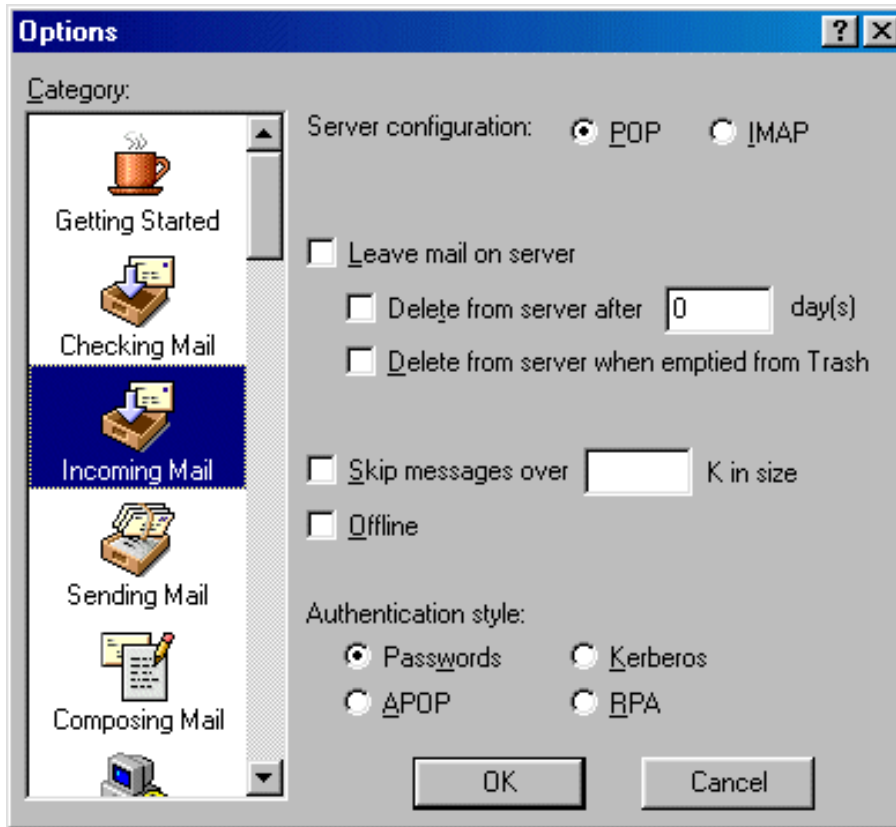 Options
Category:
Getting Started
Checking Mail
Incoming Mail
Sending Mail
Composing Mail
Server configuration: POP IMAP
Leave mail on server
Delete from server after 0 day(s)
Delete from server when emptied from Trash
Skip messages over K in size
Offline
Authentication style:
Passwords Kerberos
APOP RPA
OK Cancel